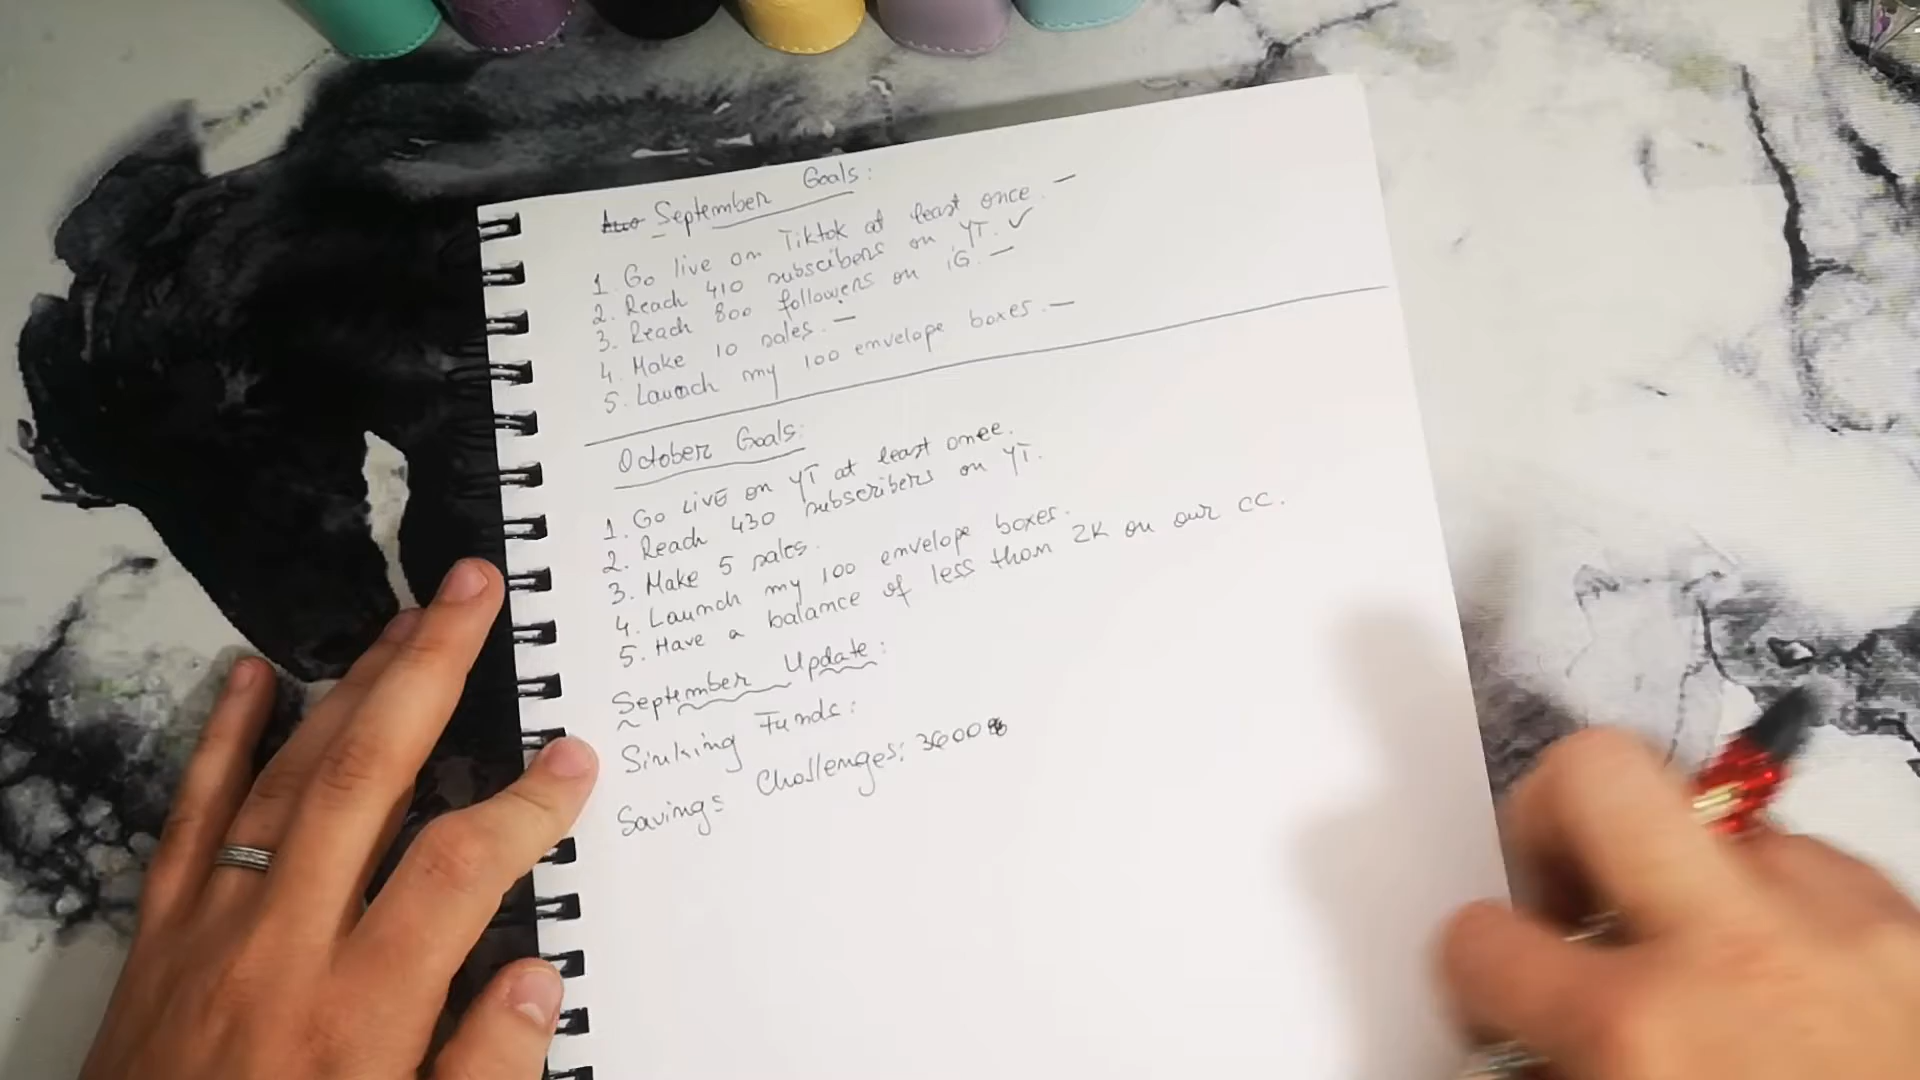 September Goals:
1. Go live on Tiktok at least once. —
2. Reach 410 subscibers on YT. ✓
3. Reach 800 followers on iG. —
4. Make 10 sales. —
5. Launch my 100 envelope boxes. —
October Goals:
1. Go LIVE on YT at least once.
2. Reach 430 subscribers on YT.
3. Make 5 sales.
4. Launch my 100 envelope boxes.
5. Have a balance of less than 2K on our CC.
September Update:
Sinking Funds:
Savings Challenges: 3600